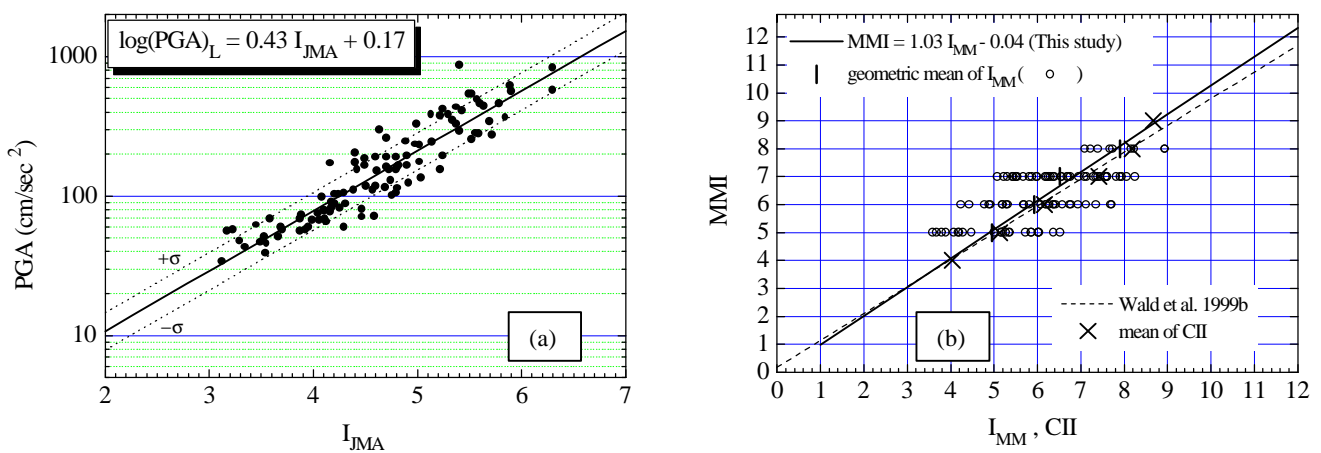 log(PGA)L = 0.43 IJMA + 0.17
1000
100
10
PGA (cm/sec 2)
+σ
−σ
(a)
2 3 4 5 6 7
IJMA
MMI = 1.03 IMM - 0.04 (This study)
geometric mean of IMM( )
12
11
10
9
8
7
6
5
4
3
2
1
0
MMI
Wald et al. 1999b
mean of CII
(b)
0 1 2 3 4 5 6 7 8 9 10 11 12
IMM , CII